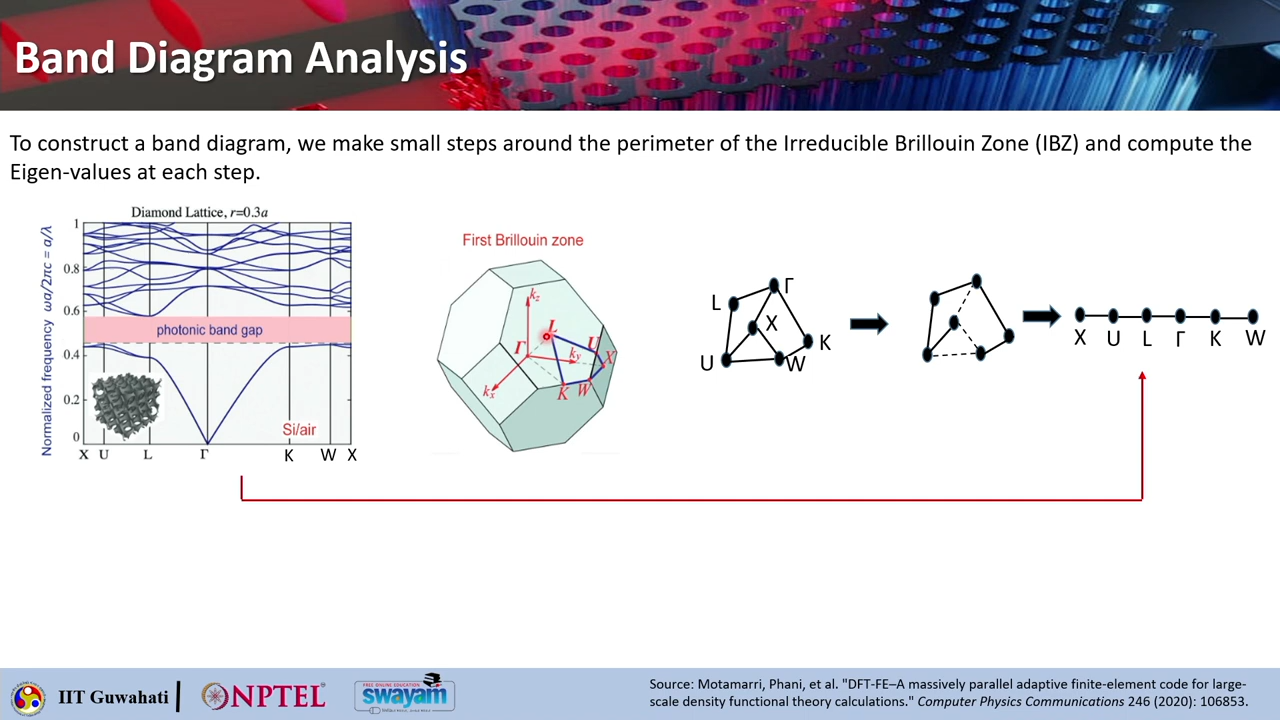 Band Diagram Analysis
To construct a band diagram, we make small steps around the perimeter of the Irreducible Brillouin Zone (IBZ) and compute the
Eigen-values at each step.
Diamond Lattice, r=0.3a
Normalized frequency ωa/2πc = a/λ
1
0.8
0.6
0.4
0.2
0
photonic band gap
Si/air
X U L Γ K W X
First Brillouin zone
kz
L
U
Γ
ky
X
kx
K
W
L
Γ
X
K
U
W
X U L Γ K W
IIT Guwahati
NPTEL
FREE ONLINE EDUCATION
swayam
Source: Motamarri, Phani, et al. "DFT-FE–A massively parallel adaptive finite-element code for large-
scale density functional theory calculations." Computer Physics Communications 246 (2020): 106853.